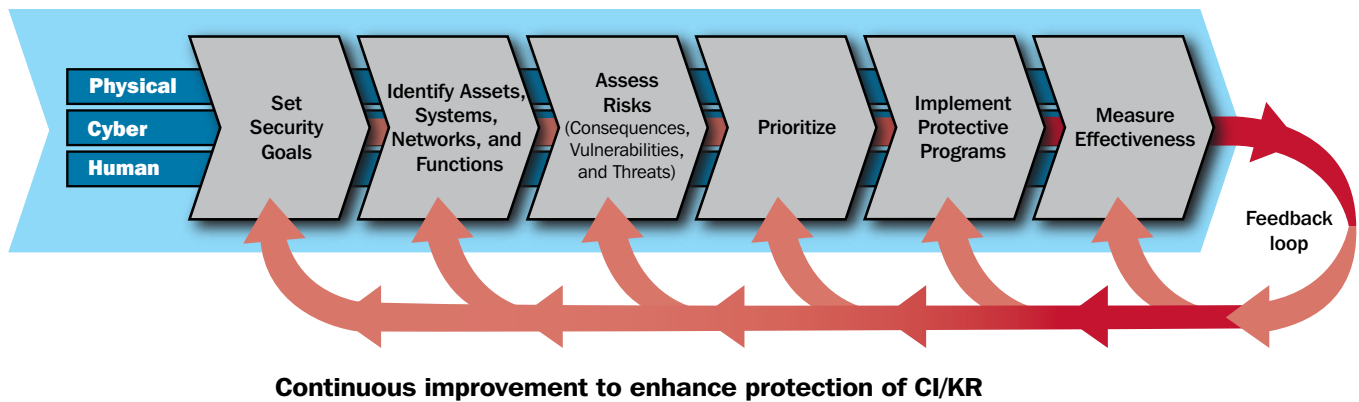 Physical
Cyber
Human
Set
Security
Goals
Identify Assets,
Systems,
Networks, and
Functions
Assess
Risks
(Consequences,
Vulnerabilities,
and Threats)
Prioritize
Implement
Protective
Programs
Measure
Effectiveness
Feedback
loop
Continuous improvement to enhance protection of CI/KR